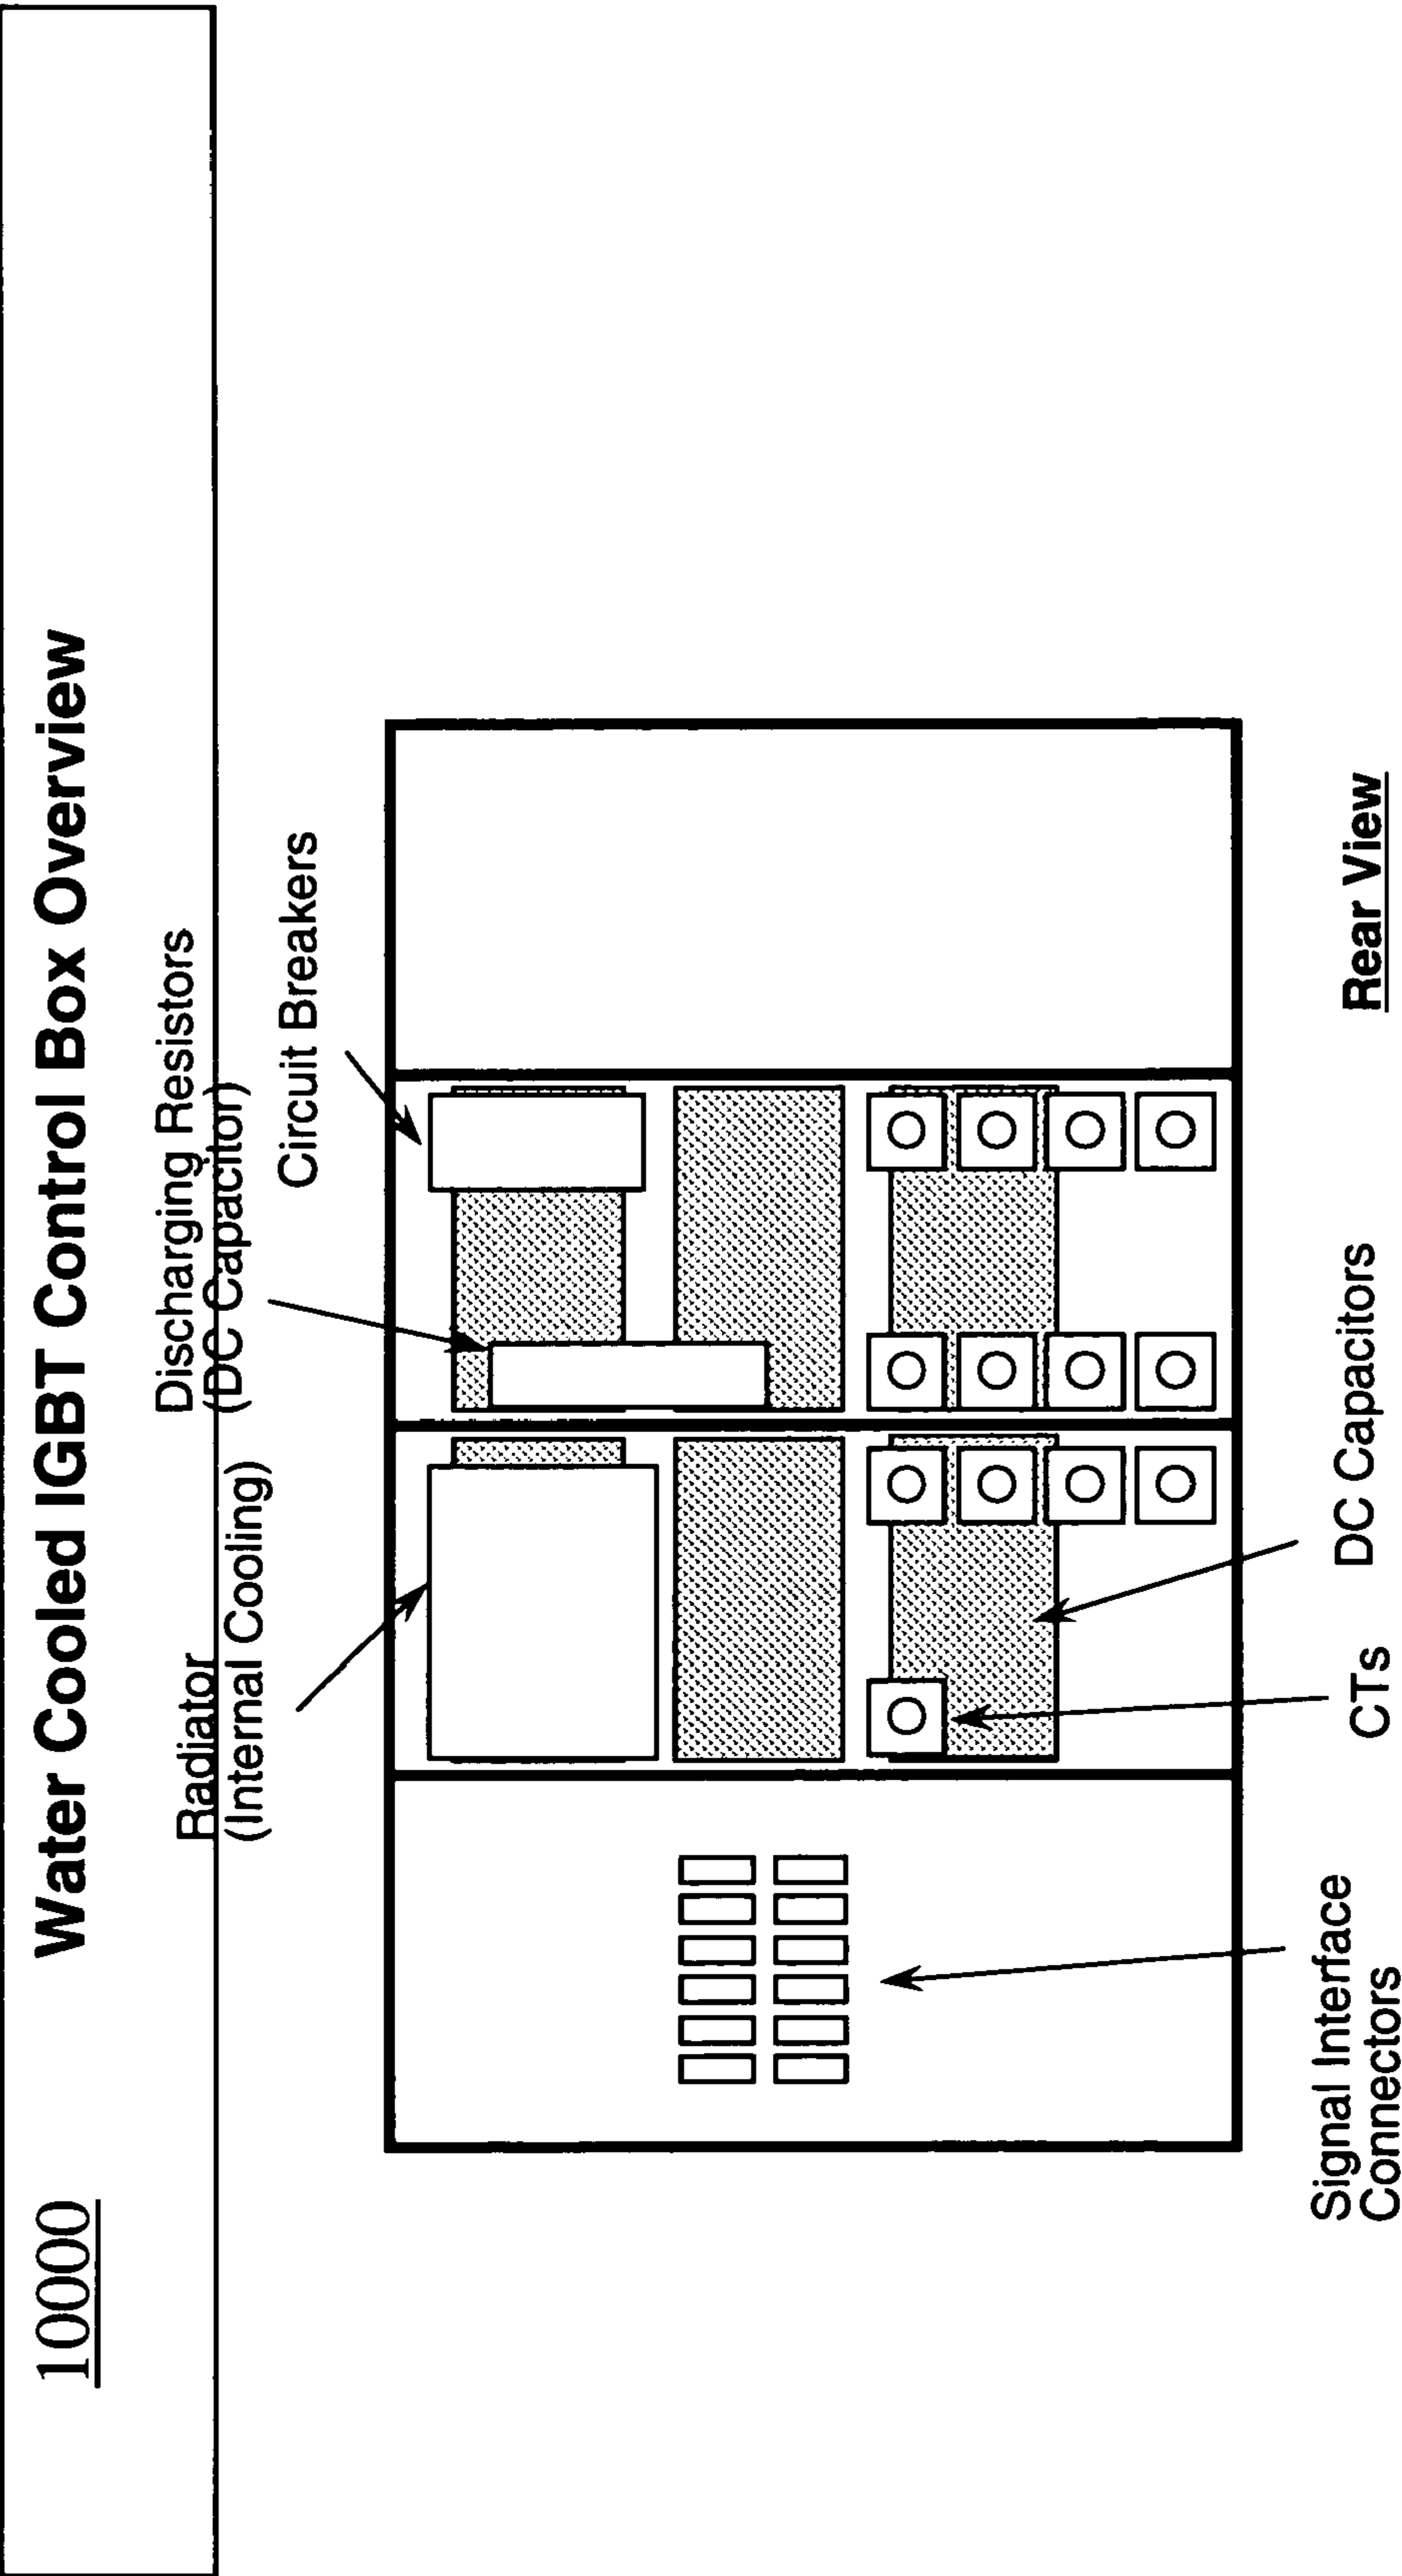 10000
Water Cooled IGBT Control Box Overview
Radiator
(Internal Cooling)
Discharging Resistors
(DC Capacitor)
Circuit Breakers
Signal Interface
Connectors
CTs
DC Capacitors
Rear View